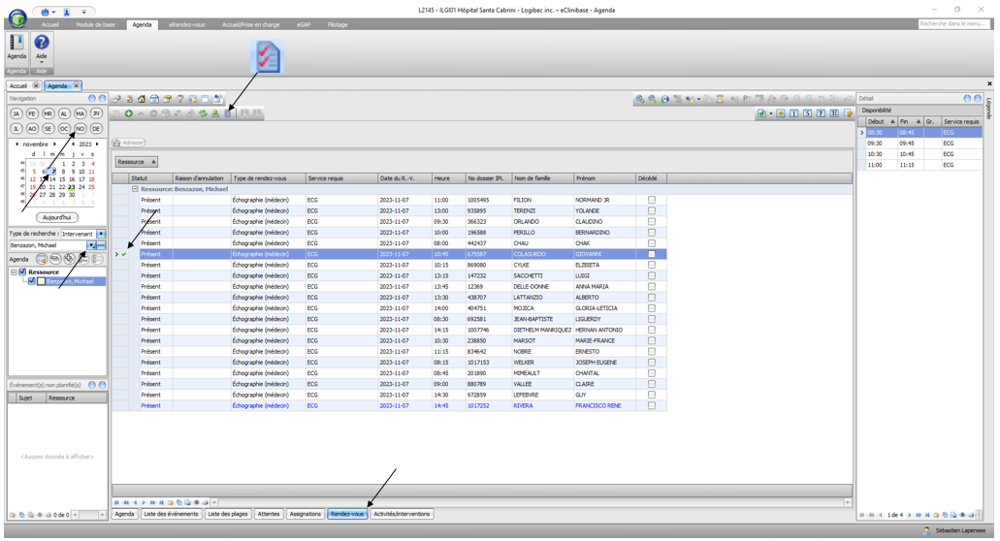 L2145 - ILGI01 Hôpital Santa Cabrini - Logibec inc. – eClinibase - Agenda
Accueil Module de base Agenda eRendez-vous Accueil/Prise en charge eGAP Pilotage
Recherche dans le menu...
Agenda Aide
Agenda Aide
Accueil Agenda
Navigation
JA FÉ MR AL MA JN
JL AO SE OC NO DE
novembre 2023
d l m m j v s
44 1 2 3 4
45 5 6 7 8 9 10 11
46 12 13 14 15 16 17 18
47 19 20 21 22 23 24 25
48 26 27 28 29 30
Aujourd'hui
Type de recherche : Intervenant
Benzazon, Michael
Agenda
Ressource
Benzazon, Michael
Événement(s) non planifié(s)
Sujet Ressource
<Aucune donnée à afficher>
0 de 0
Adresse
Ressource
Statut Raison d'annulation Type de rendez-vous Service requis Date du R.-V. Heure No dossier IPL Nom de famille Prénom Décédé
Ressource: Benzazon, Michael
Présent Échographie (médecin) ECG 2023-11-07 11:00 1005495 FILION NORMAND JR
Présent Échographie (médecin) ECG 2023-11-07 13:00 935895 TERENZI YOLANDE
Présent Échographie (médecin) ECG 2023-11-07 09:30 366323 ORLANDO CLAUDINO
Présent Échographie (médecin) ECG 2023-11-07 10:00 196588 PERILLO BERNARDINO
Présent Échographie (médecin) ECG 2023-11-07 08:00 442437 CHAU CHAK
Présent Échographie (médecin) ECG 2023-11-07 10:45 675587 COLASURDO GIOVANNI
Présent Échographie (médecin) ECG 2023-11-07 10:15 869080 CYLKE ELZBIETA
Présent Échographie (médecin) ECG 2023-11-07 13:15 147232 SACCHETTI LUIGI
Présent Échographie (médecin) ECG 2023-11-07 13:45 12369 DELLE-DONNE ANNA MARIA
Présent Échographie (médecin) ECG 2023-11-07 13:30 438707 LATTANZIO ALBERTO
Présent Échographie (médecin) ECG 2023-11-07 14:00 404751 MOJICA GLORIA-LETICIA
Présent Échographie (médecin) ECG 2023-11-07 08:30 692581 JEAN-BAPTISTE LIGUERDY
Présent Échographie (médecin) ECG 2023-11-07 14:15 1007746 DIETHELM MANRIQUEZ HERNAN ANTONIO
Présent Échographie (médecin) ECG 2023-11-07 10:30 238850 MARSOT MARIE-FRANCE
Présent Échographie (médecin) ECG 2023-11-07 11:15 834642 NOBRE ERNESTO
Présent Échographie (médecin) ECG 2023-11-07 08:15 1017153 WELKER JOSEPH EUGENE
Présent Échographie (médecin) ECG 2023-11-07 08:45 201890 MIMEAULT CHANTAL
Présent Échographie (médecin) ECG 2023-11-07 09:00 880789 VALLÉE CLAIRE
Présent Échographie (médecin) ECG 2023-11-07 14:30 972859 LEFEBVRE GUY
Présent Échographie (médecin) ECG 2023-11-07 14:45 1017252 RIVERA FRANCISCO RENE
Agenda Liste des événements Liste des plages Attentes Assignations Rendez-vous Activités/interventions
1 5 7 31
Détail
Disponibilité
Début Fin Gr. Service requis
08:30 08:45 ECG
09:30 09:45 ECG
10:30 10:45 ECG
11:00 11:15 ECG
1 de 4
Légende
Sebastien Lapensee